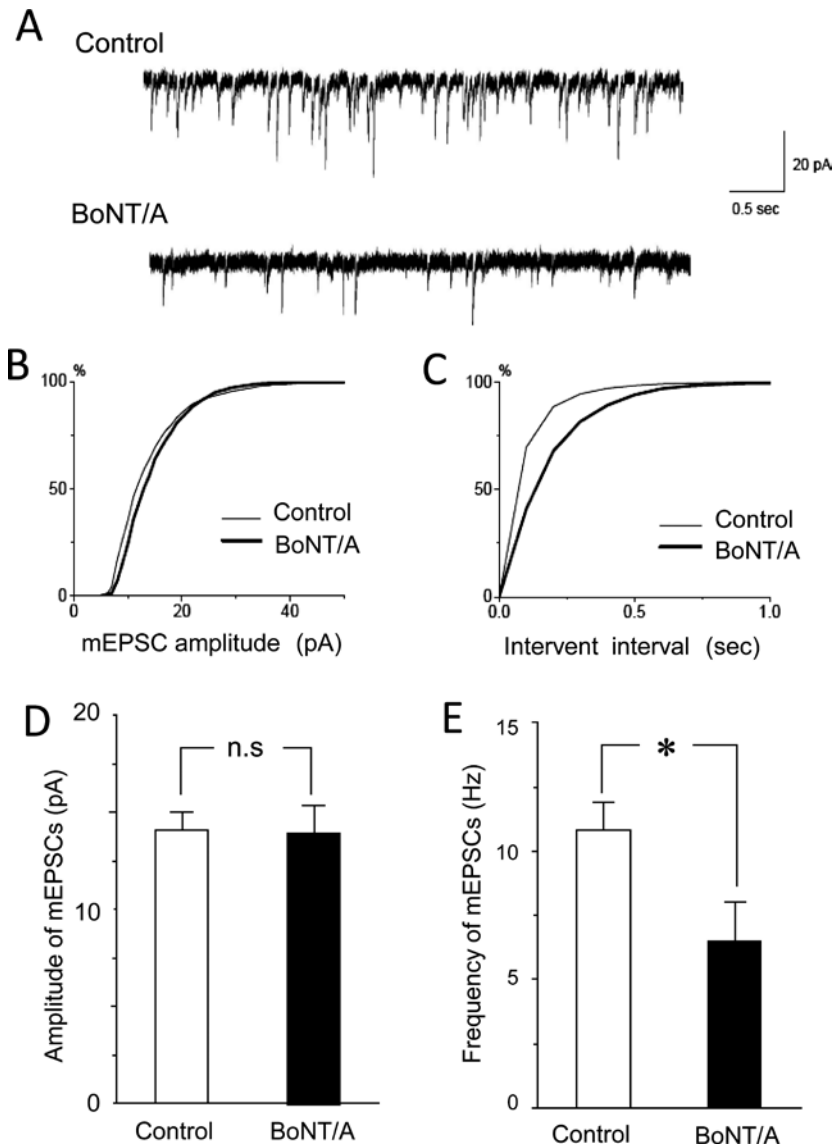 A
Control
20 pA
0.5 sec
BoNT/A
B
%
100
50
0
Control
BoNT/A
0
20
40
mEPSC amplitude (pA)
C
%
100
50
0
Control
BoNT/A
0.0
0.5
1.0
Intervent interval (sec)
D
20
10
0
n.s
Amplitude of mEPSCs (pA)
Control
BoNT/A
E
15
10
5
0
*
Frequency of mEPSCs (Hz)
Control
BoNT/A